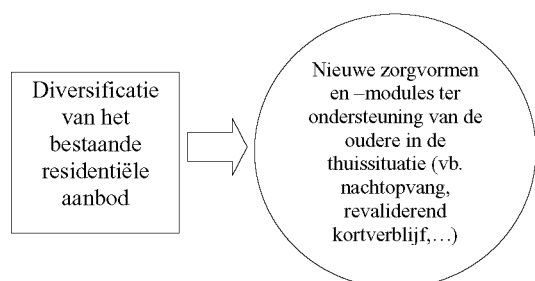 Diversificatie
van het
bestaande
residentiële
aanbod
Nieuwe zorgvormen
en –modules ter
ondersteuning van de
oudere in de
thuissituatie (vb.
nachtopvang,
revaliderend
kortverblijf,…)